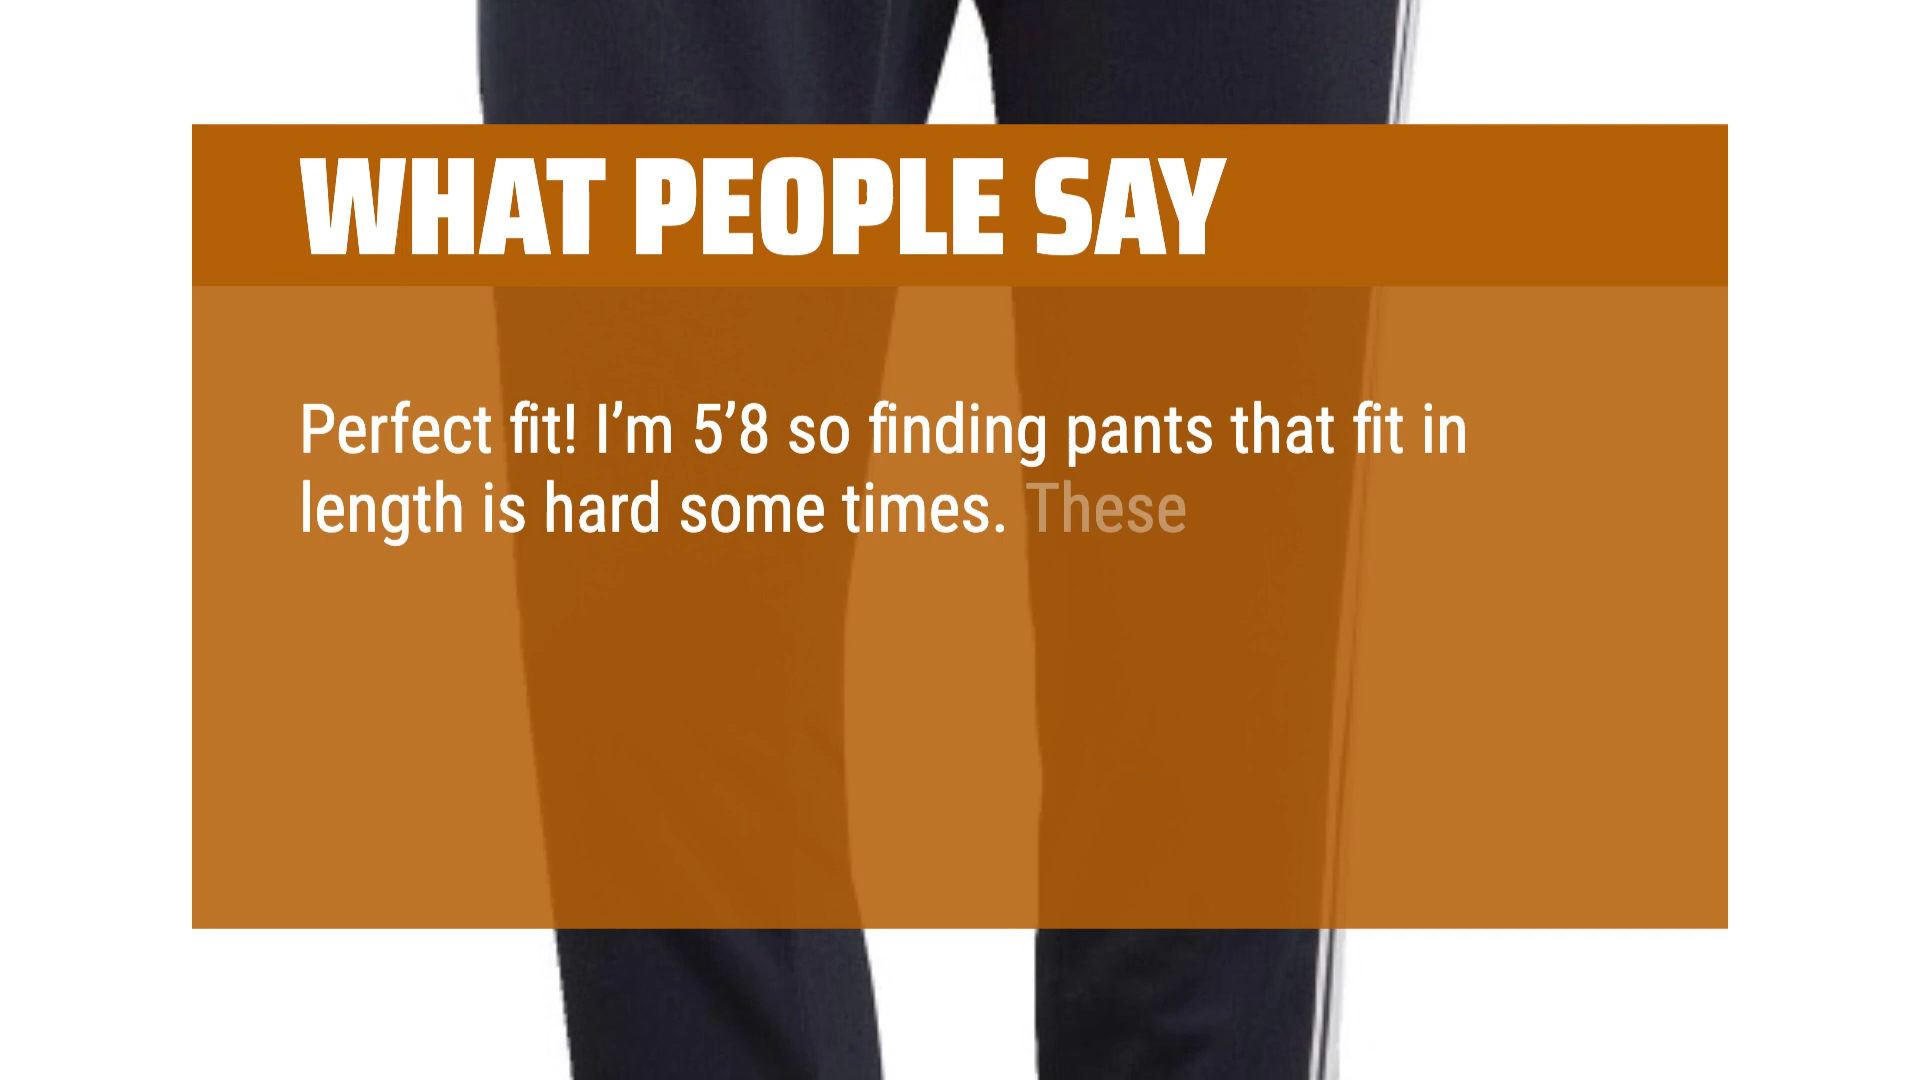 WHAT PEOPLE SAY
Perfect fit! I’m 5’8 so finding pants that fit in
length is hard some times. These